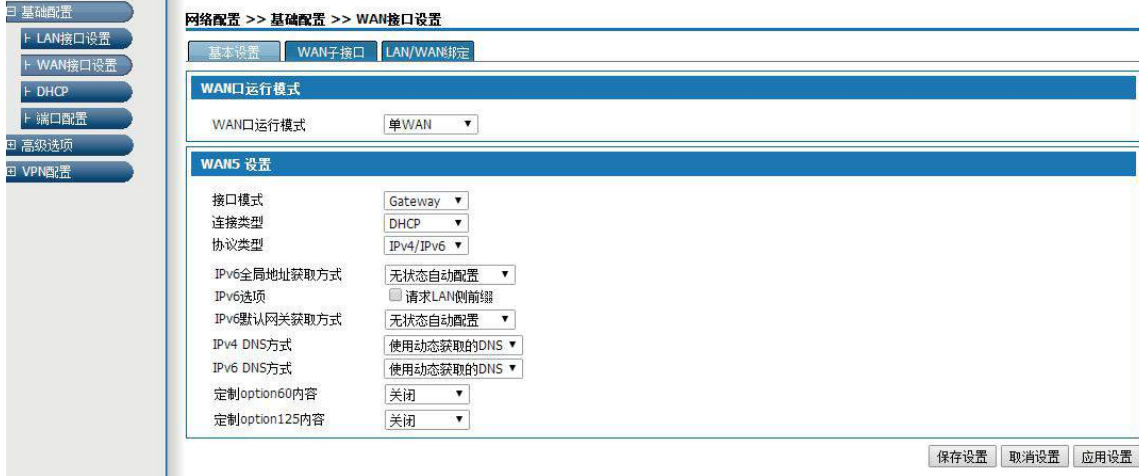 基础配置
LAN接口设置
WAN接口设置
DHCP
端口配置
高级选项
VPN配置
网络配置 >> 基础配置 >> WAN接口设置
基本设置 WAN子接口 LAN/WAN绑定
WAN口运行模式
WAN口运行模式 单WAN
WAN5 设置
接口模式 Gateway
连接类型 DHCP
协议类型 IPv4/IPv6
IPv6全局地址获取方式 无状态自动配置
IPv6选项 请求LAN侧前缀
IPv6默认网关获取方式 无状态自动配置
IPv4 DNS方式 使用动态获取的DNS
IPv6 DNS方式 使用动态获取的DNS
定制option60内容 关闭
定制option125内容 关闭
保存设置 取消设置 应用设置